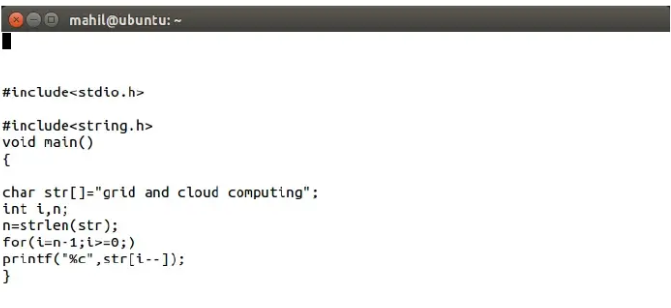 mahil@ubuntu: ~
#include<stdio.h>
#include<string.h>
void main()
{
char str[]="grid and cloud computing";
int i,n;
n=strlen(str);
for(i=n-1;i>=0;)
printf("%c",str[i--]);
}